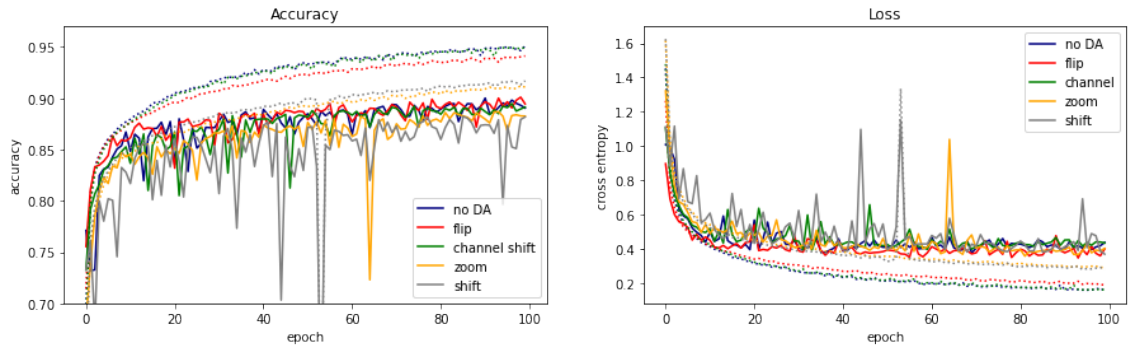 Accuracy
0.95
0.90
0.85
0.80
0.75
0.70
accuracy
0
20
40
60
80
100
epoch
no DA
flip
channel shift
zoom
shift
Loss
1.6
1.4
1.2
1.0
0.8
0.6
0.4
0.2
cross entropy
0
20
40
60
80
100
epoch
no DA
flip
channel
zoom
shift